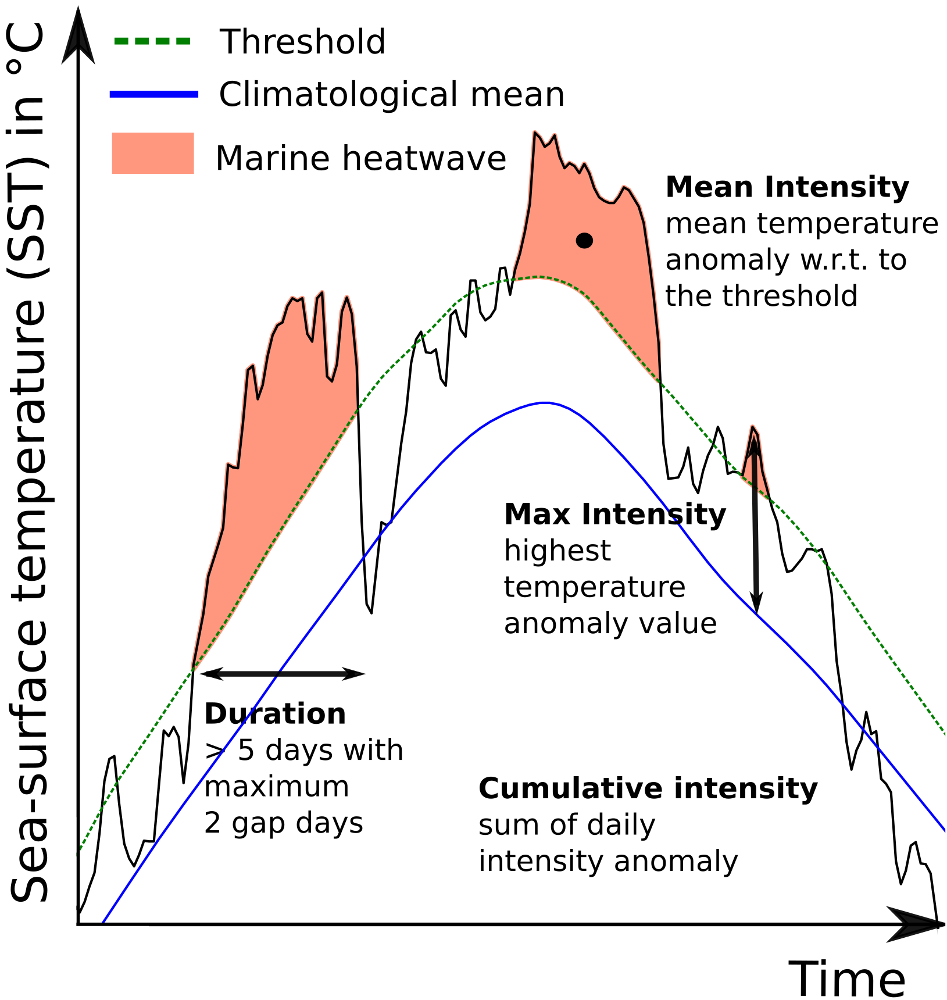 Sea-surface temperature (SST) in °C
Threshold
Climatological mean
Marine heatwave
Mean Intensity
mean temperature
anomaly w.r.t. to
the threshold
Max Intensity
highest
temperature
anomaly value
Duration
> 5 days with
maximum
2 gap days
Cumulative intensity
sum of daily
intensity anomaly
Time